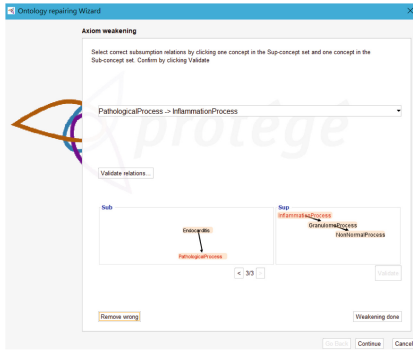 Ontology repairing Wizard
Axiom weakening
Select correct subsumption relations by clicking one concept in the Sup-concept set and one concept in the
Sub-concept set. Confirm by clicking Validate
PathologicalProcess -> InflammationProcess
protégé
Validate relations...
Sub
Endocarditis
PathologicalProcess
Sup
InflammationProcess
GranulomaProcess
NonNormalProcess
< 3/3 >
Validate
Remove wrong
Weakening done
Go Back
Continue
Cancel